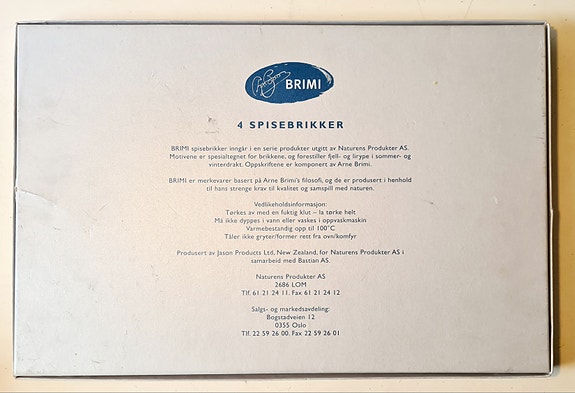 BRIMI
4 SPISEBRIKKER
BRIMI spisebrikker inngår i en serie produkter utgitt av Naturens Produkter AS.
Motivene er spesialtegnet for brikkene, og forestiller fjell- og lirype i sommer- og
vinterdrakt. Oppskriftene er komponert av Arne Brimi.
BRIMI er merkevarer basert på Arne Brimi's filosofi, og de er produsert i henhold
til hans strenge krav til kvalitet og samspill med naturen.
Vedlikeholdsinformasjon:
Tørkes av med en fuktig klut – la tørke helt
Må ikke dyppes i vann eller vaskes i oppvaskmaskin
Varmebestandig opp til 100°C
Tåler ikke gryter/former rett fra ovn/komfyr
Produsert av Jason Products Ltd, New Zealand, for Naturens Produkter AS i
samarbeid med Bastian AS.
Naturens Produkter AS
2686 LOM
Tlf. 61 21 24 11. Fax 61 21 24 12
Salgs- og markedsavdeling:
Bogstadveien 12
0355 Oslo
Tlf. 22 59 26 00. Fax 22 59 26 01